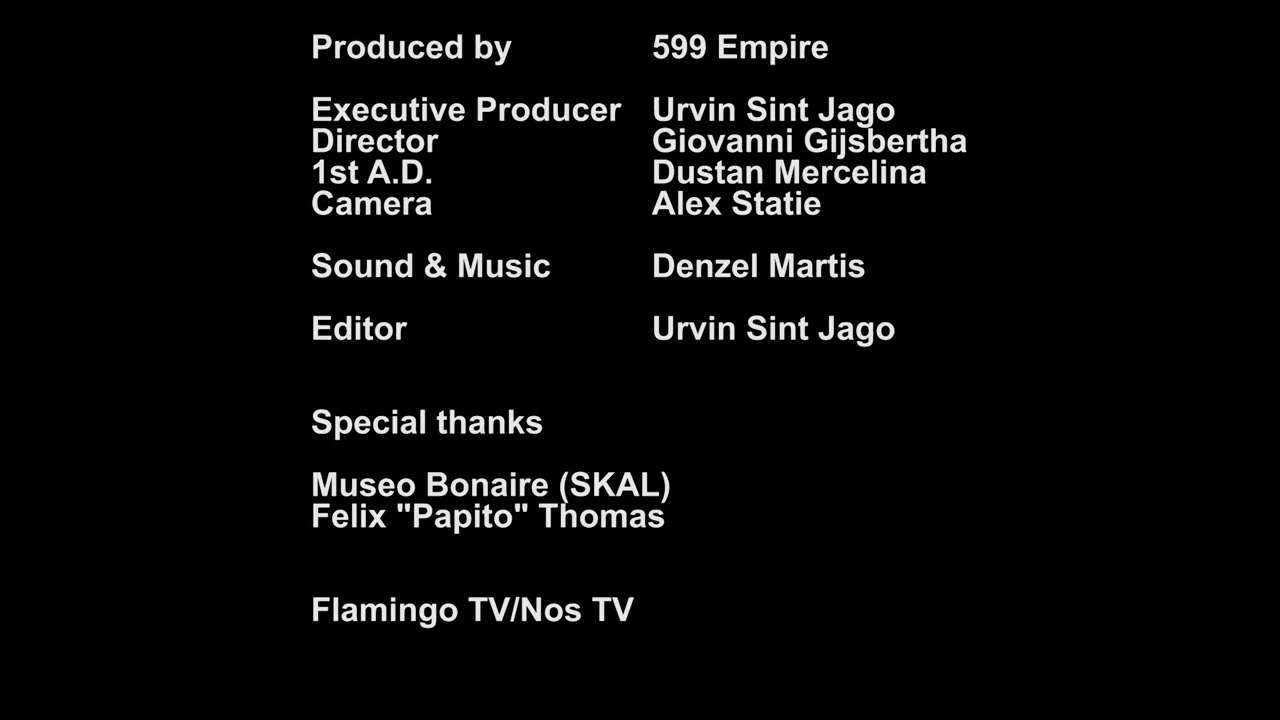 Produced by 599 Empire
Executive Producer Urvin Sint Jago
Director Giovanni Gijsbertha
1st A.D. Dustan Mercelina
Camera Alex Statie
Sound & Music Denzel Martis
Editor Urvin Sint Jago
Special thanks
Museo Bonaire (SKAL)
Felix "Papito" Thomas
Flamingo TV/Nos TV